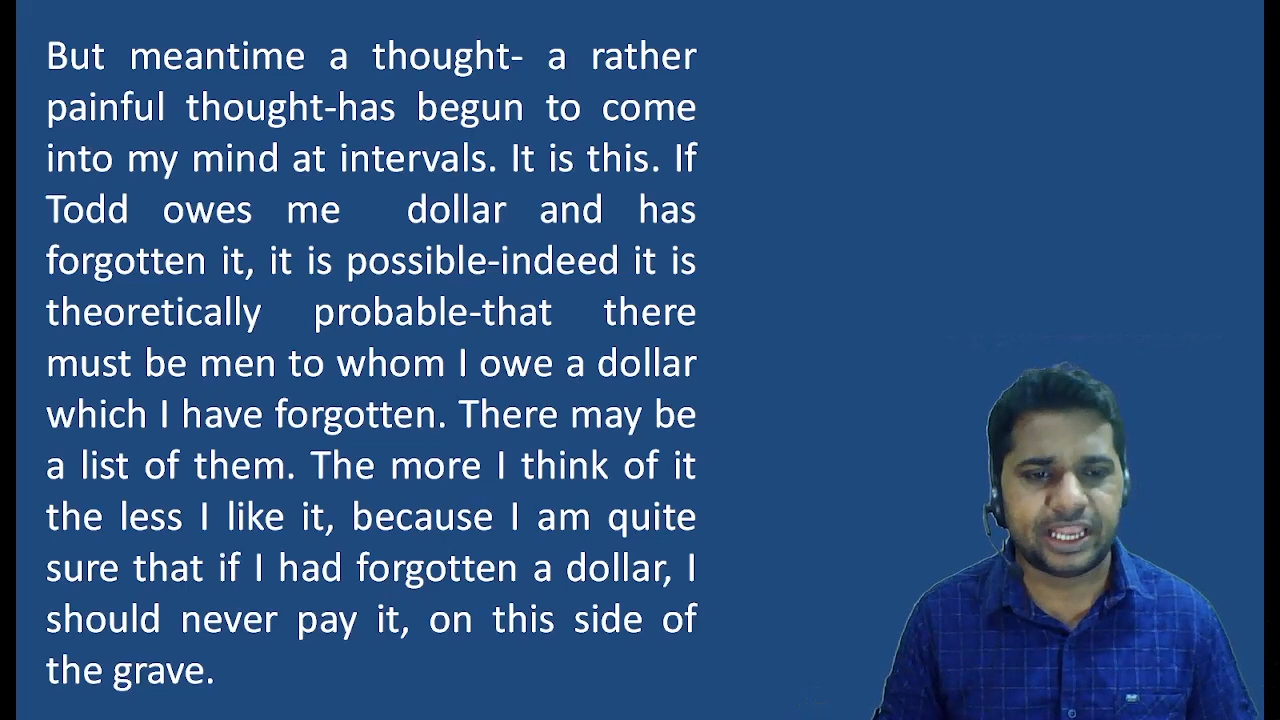 But meantime a thought- a rather
painful thought-has begun to come
into my mind at intervals. It is this. If
Todd owes me dollar and has
forgotten it, it is possible-indeed it is
theoretically probable-that there
must be men to whom I owe a dollar
which I have forgotten. There may be
a list of them. The more I think of it
the less I like it, because I am quite
sure that if I had forgotten a dollar, I
should never pay it, on this side of
the grave.